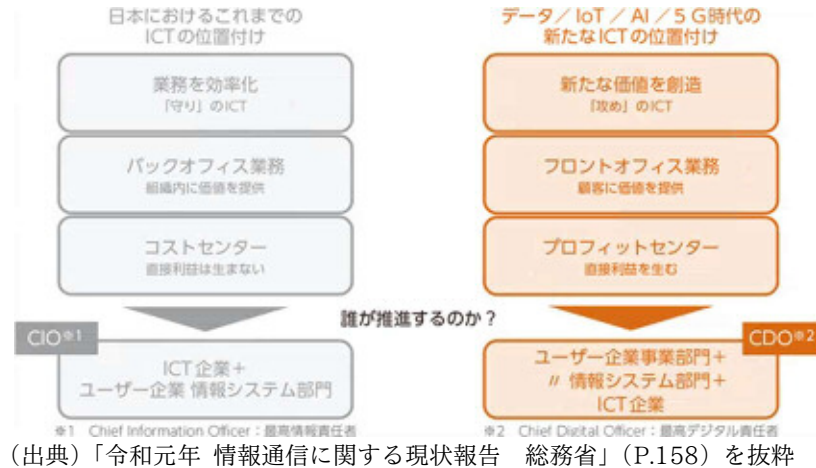 日本におけるこれまでの
ICTの位置付け
業務を効率化
「守り」のICT
バックオフィス業務
組織内に価値を提供
コストセンター
直接利益は生まない
データ/IoT/AI/5G時代の
新たなICTの位置付け
新たな価値を創造
「攻め」のICT
フロントオフィス業務
顧客に価値を提供
プロフィットセンター
直接利益を生む
誰が推進するのか?
CIO※1
ICT企業+
ユーザー企業 情報システム部門
※1 Chief Information Officer:最高情報責任者
CDO※2
ユーザー企業事業部門+
〃 情報システム部門+
ICT企業
※2 Chief Digital Officer:最高デジタル責任者
(出典)「令和元年 情報通信に関する現状報告 総務省」(P.158)を抜粋